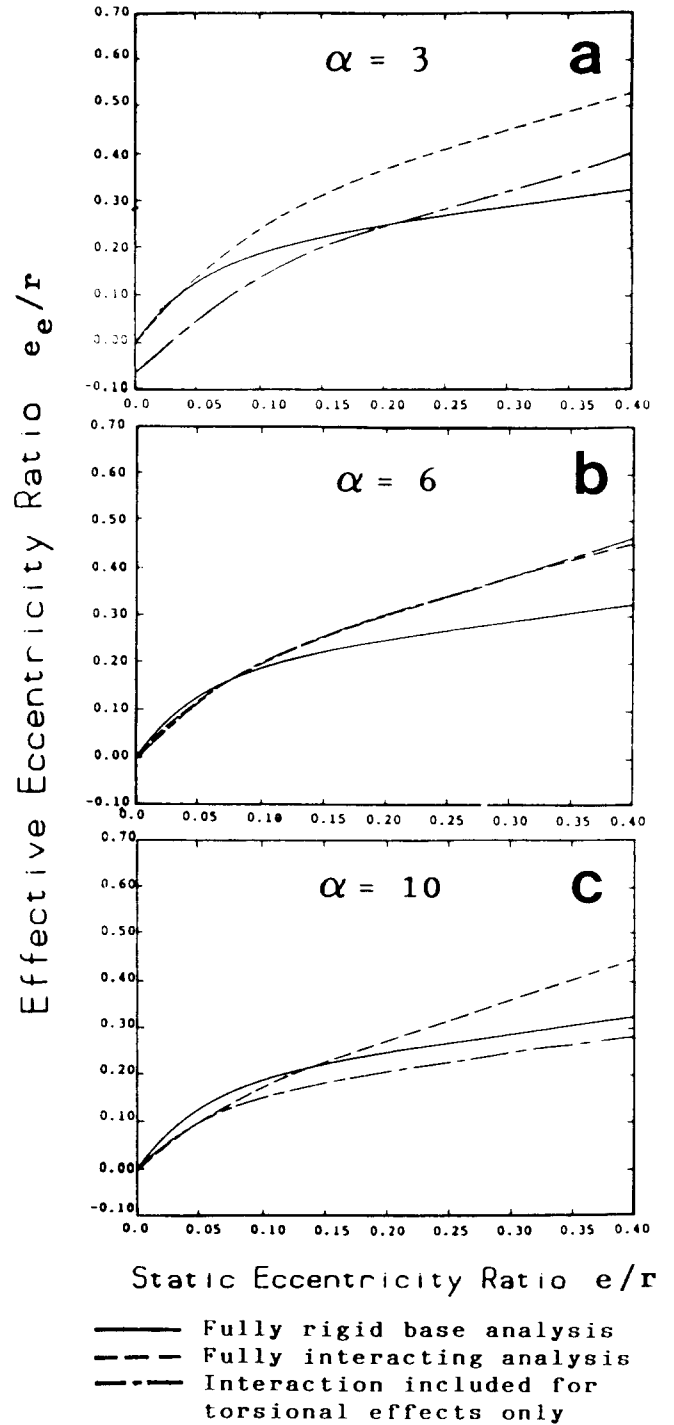 Effective Eccentricity Ratio e_e/r
0.70
0.60
0.50
0.40
0.30
0.20
0.10
0.00
-0.10
α = 3
a
0.0 0.05 0.10 0.15 0.20 0.25 0.30 0.35 0.40
0.70
0.60
0.50
0.40
0.30
0.20
0.10
0.00
-0.10
α = 6
b
0.0 0.05 0.10 0.15 0.20 0.25 0.30 0.35 0.40
0.70
0.60
0.50
0.40
0.30
0.20
0.10
0.00
-0.10
α = 10
c
0.0 0.05 0.10 0.15 0.20 0.25 0.30 0.35 0.40
Static Eccentricity Ratio e/r
Fully rigid base analysis
Fully interacting analysis
Interaction included for
torsional effects only